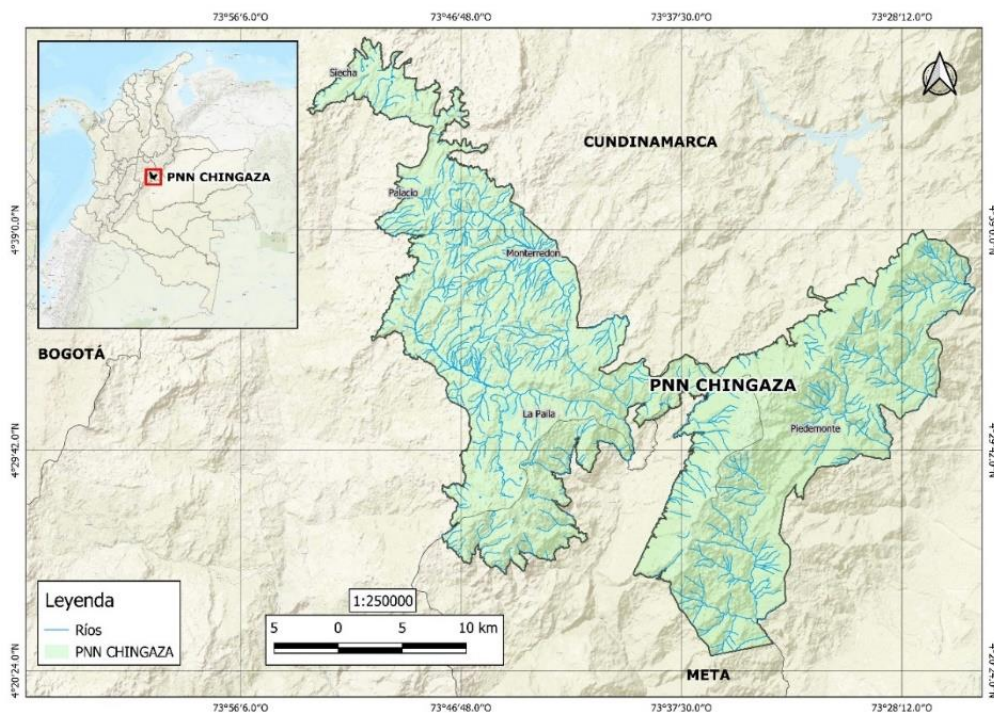 73°56'6.0"O
73°46'48.0"O
73°37'30.0"O
73°28'12.0"O
Siecha
CUNDINAMARCA
PNN CHINGAZA
Palacio
4°39'0.0"N
4°39'0.0"N
Monterredon
BOGOTÁ
PNN CHINGAZA
La Paila
Piedemonte
4°29'42.0"N
4°29'42.0"N
Leyenda
Ríos
PNN CHINGAZA
1:250000
5 0 5 10 km
META
4°20'24.0"N
4°20'24.0"N
73°56'6.0"O
73°46'48.0"O
73°37'30.0"O
73°28'12.0"O